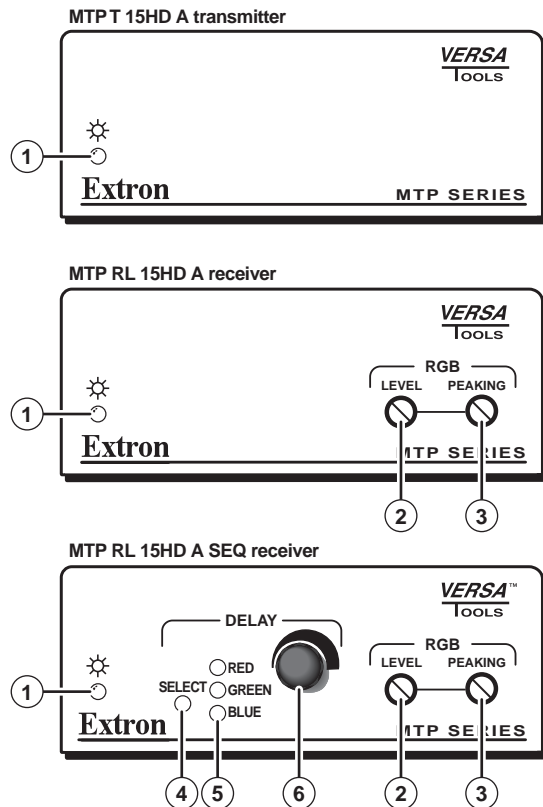 MTP T 15HD A transmitter
VERSA
TOOLS
1
Extron
MTP SERIES
MTP RL 15HD A receiver
VERSA
TOOLS
RGB
LEVEL PEAKING
1
Extron
MTP SERIES
2 3
MTP RL 15HD A SEQ receiver
VERSA™
TOOLS
DELAY
RGB
LEVEL PEAKING
RED
SELECT GREEN
BLUE
1
Extron
MTP SERIES
4 5 6 2 3